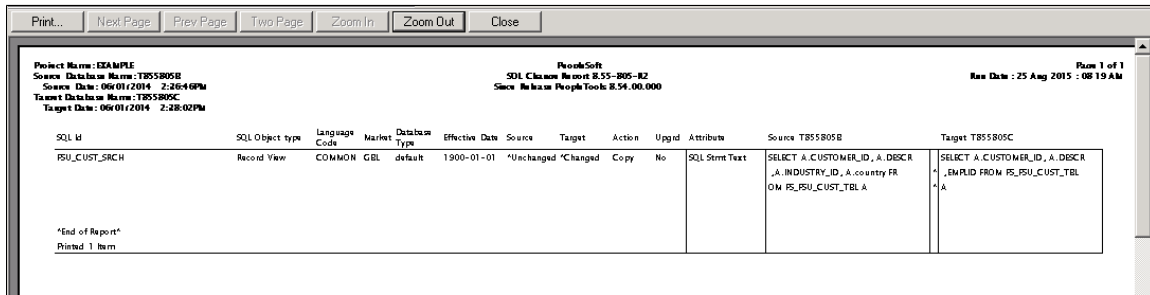 Print... Next Page Prev Page Two Page Zoom In Zoom Out Close
Project Name: EXAMPLE PeopleSoft Page 1 of 1
Source Database Name: T855805B SQL Change Report 8.55-805-R2 Run Date : 25 Aug 2015 : 08 19 AM
Source Date: 06/01/2014 2:26:46PM Since Release PeopleTools 8.54.00.000
Target Database Name: T855805C
Target Date: 06/01/2014 2:28:02PM
SQL Id SQL Object type Language Code Market Database Type Effective Date Source Target Action Upgrd Attribute Source T855805B Target T855805C
PSU_CUST_SRCH Record View COMMON GBL default 1900-01-01 *Unchanged *Changed Copy No SQL Stmt Text SELECT A.CUSTOMER_ID, A.DESCR SELECT A.CUSTOMER_ID, A.DESCR
,A.INDUSTRY_ID, A.country FR * ,EMPLID FROM PS_PSU_CUST_TBL
OM PS_PSU_CUST_TBL A * A
*End of Report*
Printed 1 Item